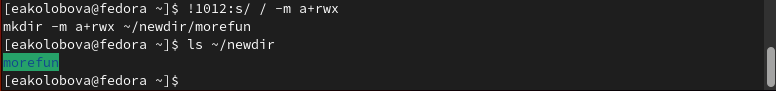 [eakolobova@fedora ~]$ !1012:s/ / -m a+rwx
mkdir -m a+rwx ~/newdir/morefun
[eakolobova@fedora ~]$ ls ~/newdir
morefun
[eakolobova@fedora ~]$